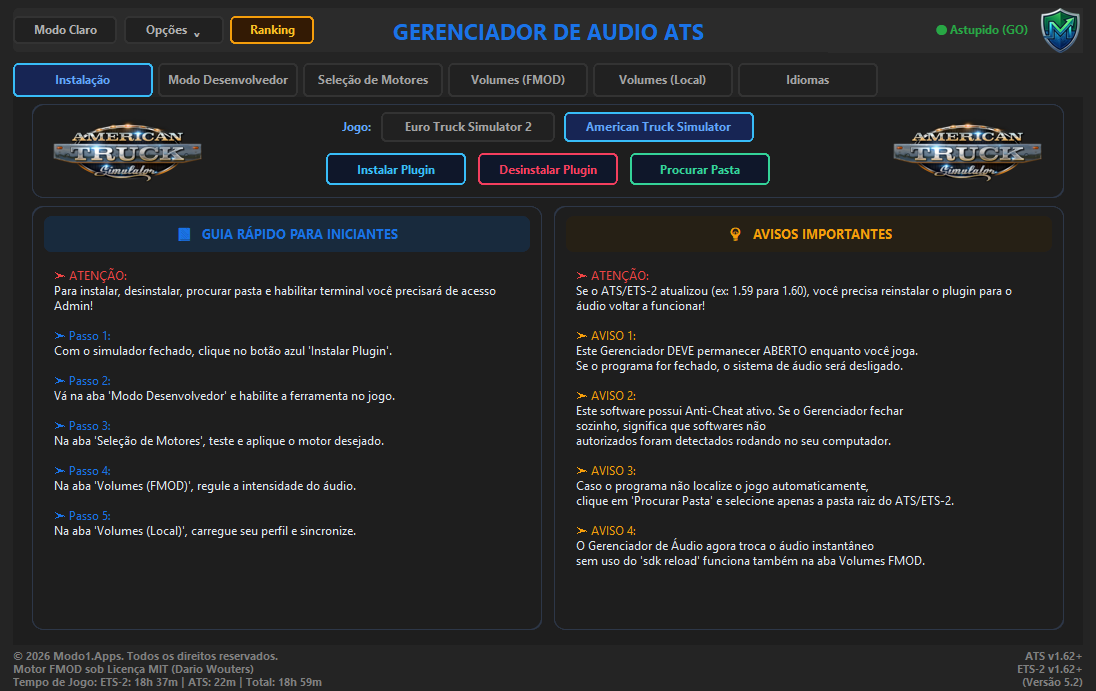 Modo Claro
Opções
Ranking
GERENCIADOR DE AUDIO ATS
Astupido (GO)
Instalação
Modo Desenvolvedor
Seleção de Motores
Volumes (FMOD)
Volumes (Local)
Idiomas
AMERICAN
TRUCK
Simulator
Jogo:
Euro Truck Simulator 2
American Truck Simulator
Instalar Plugin
Desinstalar Plugin
Procurar Pasta
AMERICAN
TRUCK
Simulator
GUIA RÁPIDO PARA INICIANTES
➢ ATENÇÃO:
Para instalar, desinstalar, procurar pasta e habilitar terminal você precisará de acesso
Admin!
➢ Passo 1:
Com o simulador fechado, clique no botão azul 'Instalar Plugin'.
➢ Passo 2:
Vá na aba 'Modo Desenvolvedor' e habilite a ferramenta no jogo.
➢ Passo 3:
Na aba 'Seleção de Motores', teste e aplique o motor desejado.
➢ Passo 4:
Na aba 'Volumes (FMOD)', regule a intensidade do áudio.
➢ Passo 5:
Na aba 'Volumes (Local)', carregue seu perfil e sincronize.
AVISOS IMPORTANTES
➢ ATENÇÃO:
Se o ATS/ETS-2 atualizou (ex: 1.59 para 1.60), você precisa reinstalar o plugin para o
áudio voltar a funcionar!
➢ AVISO 1:
Este Gerenciador DEVE permanecer ABERTO enquanto você joga.
Se o programa for fechado, o sistema de áudio será desligado.
➢ AVISO 2:
Este software possui Anti-Cheat ativo. Se o Gerenciador fechar
sozinho, significa que softwares não
autorizados foram detectados rodando no seu computador.
➢ AVISO 3:
Caso o programa não localize o jogo automaticamente,
clique em 'Procurar Pasta' e selecione apenas a pasta raiz do ATS/ETS-2.
➢ AVISO 4:
O Gerenciador de Áudio agora troca o áudio instantâneo
sem uso do 'sdk reload' funciona também na aba Volumes FMOD.
© 2026 Modo1.Apps. Todos os direitos reservados.
Motor FMOD sob Licença MIT (Dario Wouters)
Tempo de Jogo: ETS-2: 18h 37m | ATS: 22m | Total: 18h 59m
ATS v1.62+
ETS-2 v1.62+
(Versão 5.2)